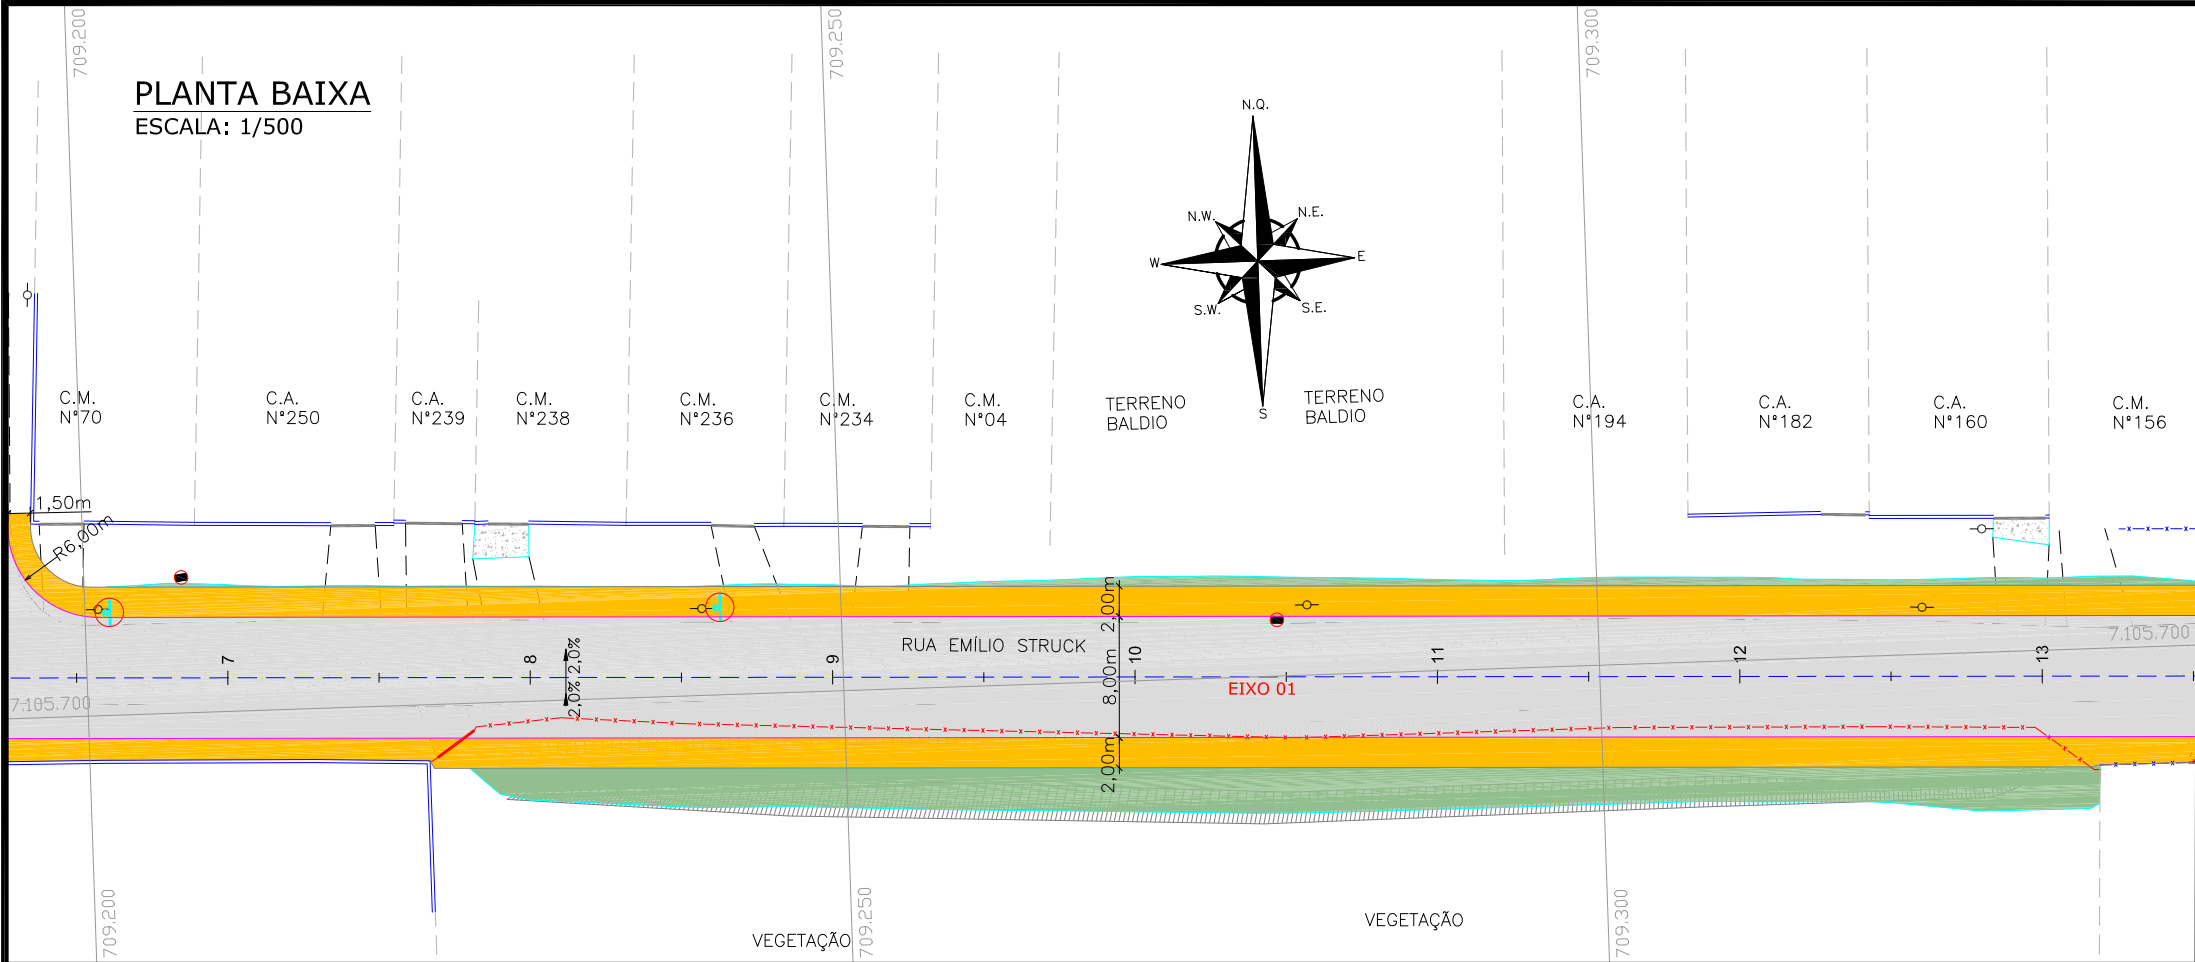 709.200
709.250
709.300
PLANTA BAIXA
ESCALA: 1/500
N.Q.
N.W.
N.E.
W
E
S.W.
S.E.
S
C.M.
N°70
C.A.
N°250
C.A.
N°239
C.M.
N°238
C.M.
N°236
C.M.
N°234
C.M.
N°04
TERRENO
BALDIO
TERRENO
BALDIO
C.A.
N°194
C.A.
N°182
C.A.
N°160
C.M.
N°156
1,50m
R6,00m
2,00m
RUA EMÍLIO STRUCK
7.105.700
7
8
2,0%
2,0%
9
10
11
12
13
8,00m
EIXO 01
7.185.700
2,00m
709.200
709.250
709.300
VEGETAÇÃO
VEGETAÇÃO